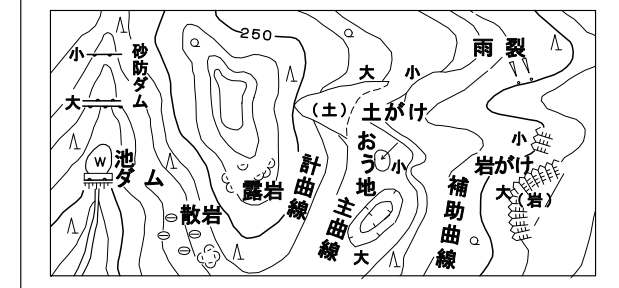 小
砂防ダム
大
W
池ダム
散岩
露岩
250
計曲線
(土)
大 小
土がけ
おう地
小
主曲線
大
補助曲線
雨裂
小
岩がけ
大(岩)